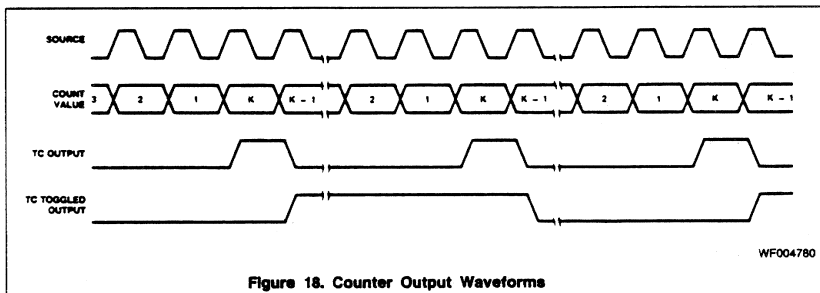 SOURCE
COUNT
VALUE
3 2 1 K K - 1 2 1 K K - 1 2 1 K K - 1
TC OUTPUT
TC TOGGLED
OUTPUT
WF004780
Figure 18. Counter Output Waveforms